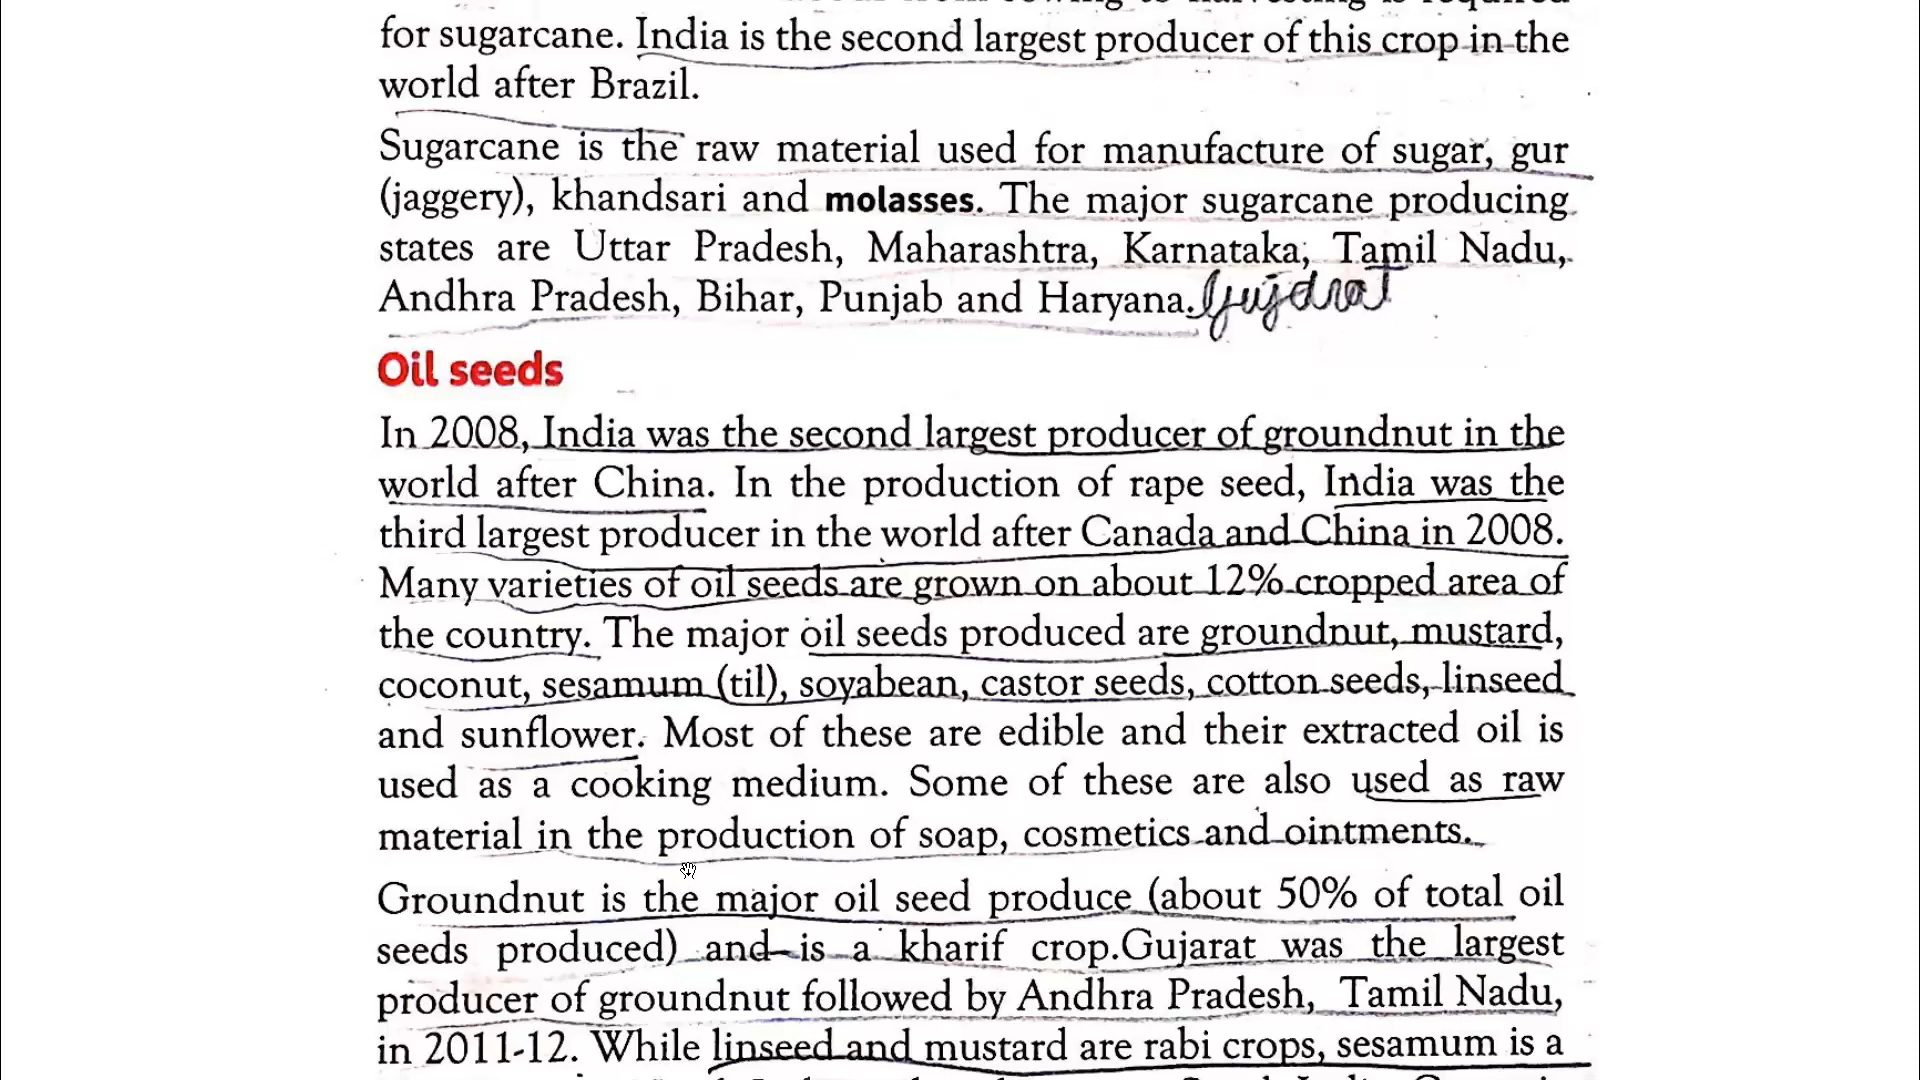 for sugarcane. India is the second largest producer of this crop in the
world after Brazil.
Sugarcane is the raw material used for manufacture of sugar, gur
(jaggery), khandsari and molasses. The major sugarcane producing
states are Uttar Pradesh, Maharashtra, Karnataka, Tamil Nadu,
Andhra Pradesh, Bihar, Punjab and Haryana. Gujarat
Oil seeds
In 2008, India was the second largest producer of groundnut in the
world after China. In the production of rape seed, India was the
third largest producer in the world after Canada and China in 2008.
Many varieties of oil seeds are grown on about 12% cropped area of
the country. The major oil seeds produced are groundnut, mustard,
coconut, sesamum (til), soyabean, castor seeds, cotton seeds, linseed
and sunflower. Most of these are edible and their extracted oil is
used as a cooking medium. Some of these are also used as raw
material in the production of soap, cosmetics and ointments.
Groundnut is the major oil seed produce (about 50% of total oil
seeds produced) and is a kharif crop.Gujarat was the largest
producer of groundnut followed by Andhra Pradesh, Tamil Nadu,
in 2011-12. While linseed and mustard are rabi crops, sesamum is a